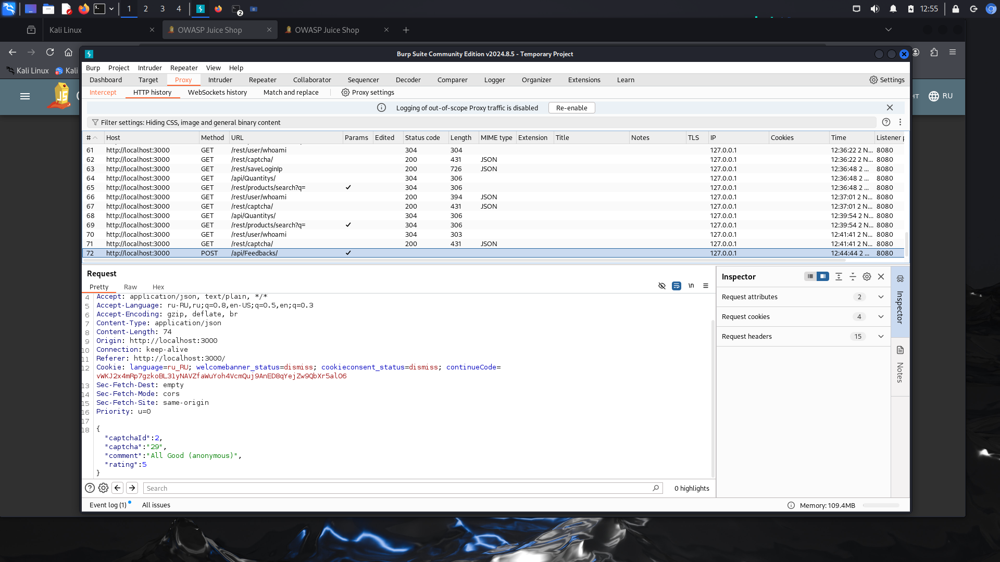 1 2 3 4 2 12:55
Kali Linux OWASP Juice Shop OWASP Juice Shop
Burp Suite Community Edition v2024.8.5 - Temporary Project
Kali Linux Kali
Burp Project Intruder Repeater View Help
Dashboard Target Proxy Intruder Repeater Collaborator Sequencer Decoder Comparer Logger Organizer Extensions Learn Settings
Intercept HTTP history WebSockets history Match and replace Proxy settings
JS RU
Logging of out-of-scope Proxy traffic is disabled Re-enable
Filter settings: Hiding CSS, image and general binary content
# Host Method URL Params Edited Status code Length MIME type Extension Title Notes TLS IP Cookies Time Listener p
61 http://localhost:3000 GET /rest/user/whoami 304 304 127.0.0.1 12:36:22 2 N... 8080
62 http://localhost:3000 GET /rest/captcha/ 200 431 JSON 127.0.0.1 12:36:22 2 N... 8080
63 http://localhost:3000 GET /rest/saveLoginIp 200 726 JSON 127.0.0.1 12:36:48 2 ... 8080
64 http://localhost:3000 GET /api/Quantitys/ 304 306 127.0.0.1 12:36:48 2 ... 8080
65 http://localhost:3000 GET /rest/products/search?q= ✓ 304 306 127.0.0.1 12:36:48 2 ... 8080
66 http://localhost:3000 GET /rest/user/whoami 200 394 JSON 127.0.0.1 12:37:01 2 N... 8080
67 http://localhost:3000 GET /rest/captcha/ 200 431 JSON 127.0.0.1 12:37:01 2 N... 8080
68 http://localhost:3000 GET /api/Quantitys/ 304 306 127.0.0.1 12:39:54 2 N... 8080
69 http://localhost:3000 GET /rest/products/search?q= ✓ 304 306 127.0.0.1 12:39:54 2 N... 8080
70 http://localhost:3000 GET /rest/user/whoami 304 303 127.0.0.1 12:41:41 2 N... 8080
71 http://localhost:3000 GET /rest/captcha/ 200 431 JSON 127.0.0.1 12:41:41 2 N... 8080
72 http://localhost:3000 POST /api/Feedbacks/ ✓ 127.0.0.1 12:44:44 2 ... 8080
Request
Pretty Raw Hex \n
4 Accept: application/json, text/plain, */*
5 Accept-Language: ru-RU,ru;q=0.8,en-US;q=0.5,en;q=0.3
6 Accept-Encoding: gzip, deflate, br
7 Content-Type: application/json
8 Content-Length: 74
9 Origin: http://localhost:3000
10 Connection: keep-alive
11 Referer: http://localhost:3000/
12 Cookie: language=ru_RU; welcomebanner_status=dismiss; cookieconsent_status=dismiss; continueCode=
vWKJ2x4mRp7gzkoBL31yNAVZfaWuYoh4VcmQuj9AnED8qYejZw9QbXr5alO6
13 Sec-Fetch-Dest: empty
14 Sec-Fetch-Mode: cors
15 Sec-Fetch-Site: same-origin
16 Priority: u=0
17
18 {
"captchaId":2,
"captcha":"29",
"comment":"All Good (anonymous)",
"rating":5
}
Inspector
Request attributes 2
Request cookies 4
Request headers 15
Inspector
Notes
Search 0 highlights
Event log (1) All issues Memory: 109.4MB